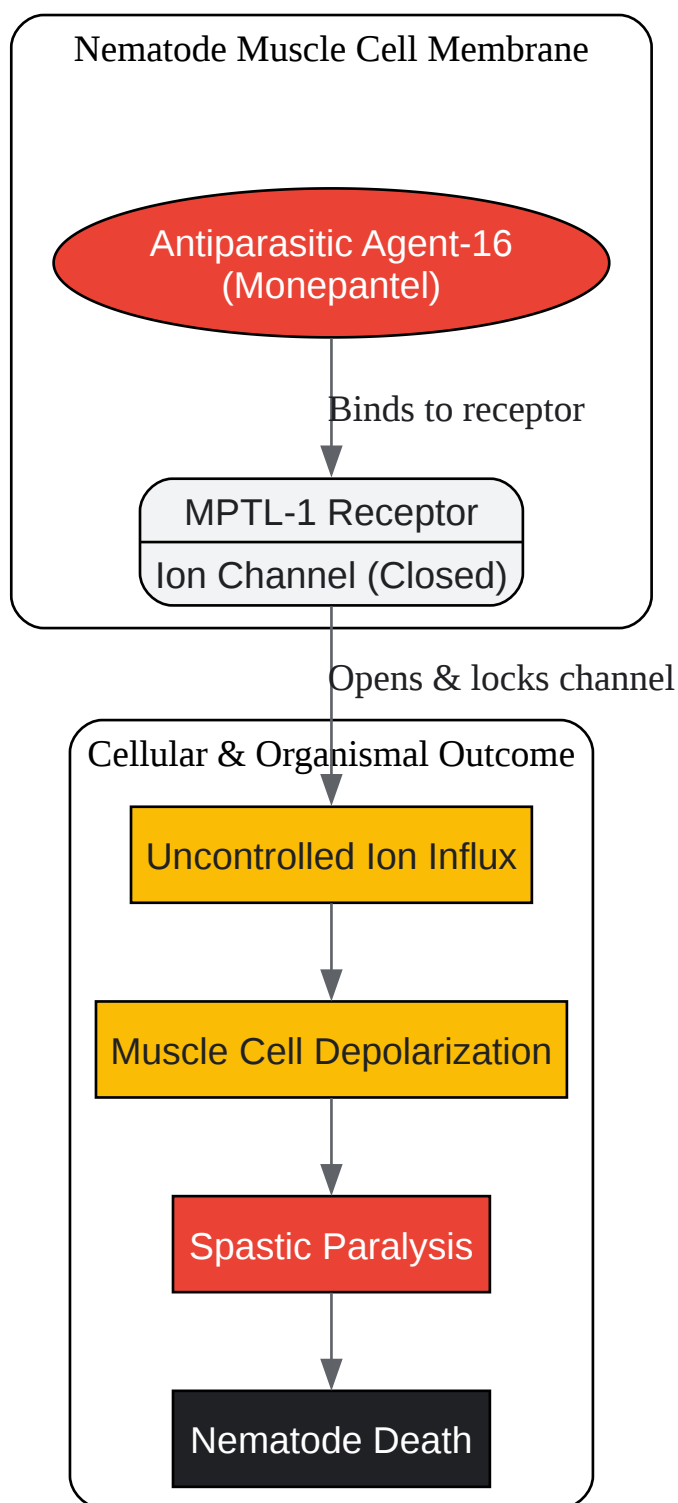 Nematode Muscle Cell Membrane
Antiparasitic Agent-16
(Monepantel)
Binds to receptor
MPTL-1 Receptor
Ion Channel (Closed)
Opens & locks channel
Cellular & Organismal Outcome
Uncontrolled Ion Influx
Muscle Cell Depolarization
Spastic Paralysis
Nematode Death